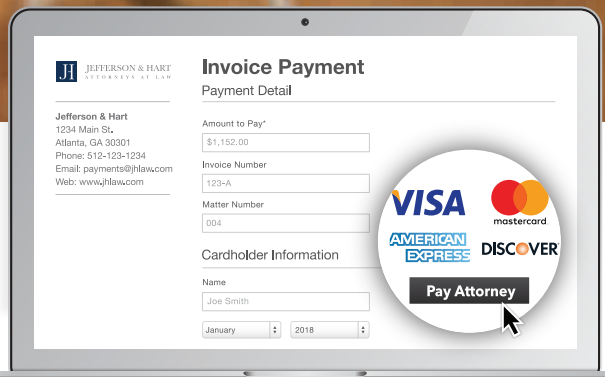 JH JEFFERSON & HART
ATTORNEYS AT LAW
Jefferson & Hart
1234 Main St.
Atlanta, GA 30301
Phone: 512-123-1234
Email: payments@jhlaw.com
Web: www.jhlaw.com
Invoice Payment
Payment Detail
Amount to Pay*
$1,152.00
Invoice Number
123-A
Matter Number
004
Cardholder Information
Name
Joe Smith
January 2018
VISA mastercard.
AMERICAN EXPRESS DISCOVER
Pay Attorney